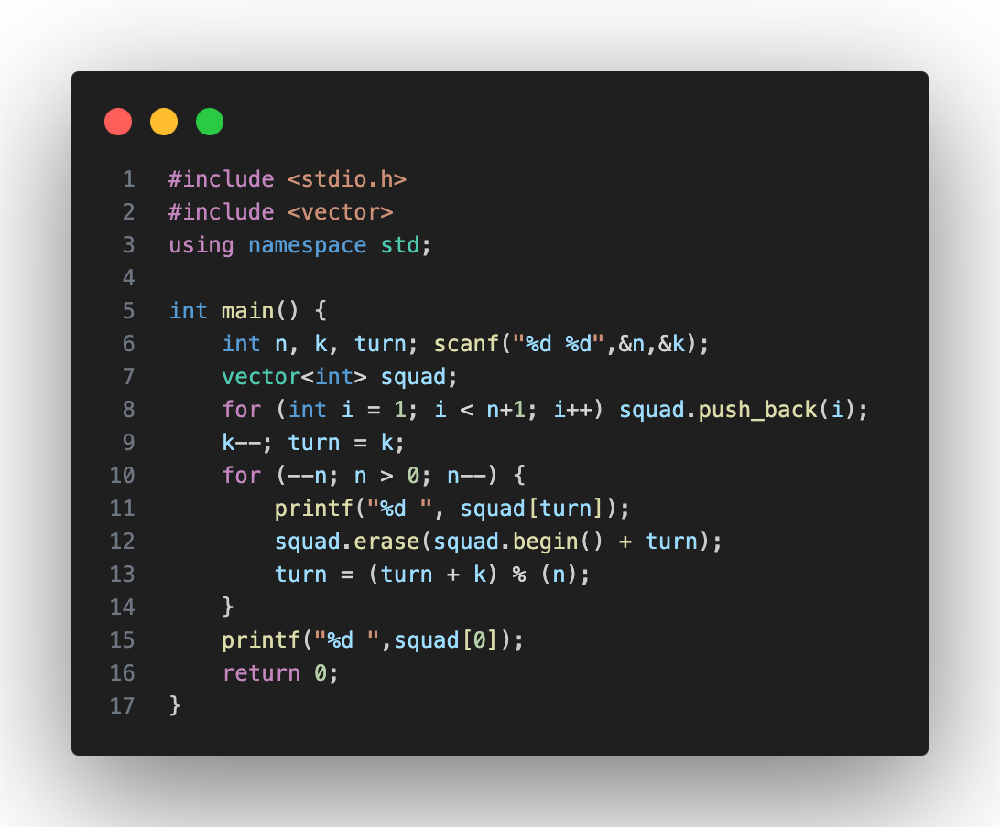 1 #include <stdio.h>
2 #include <vector>
3 using namespace std;
4
5 int main() {
6     int n, k, turn; scanf("%d %d",&n,&k);
7     vector<int> squad;
8     for (int i = 1; i < n+1; i++) squad.push_back(i);
9     k--; turn = k;
10     for (--n; n > 0; n--) {
11         printf("%d ", squad[turn]);
12         squad.erase(squad.begin() + turn);
13         turn = (turn + k) % (n);
14     }
15     printf("%d ",squad[0]);
16     return 0;
17 }